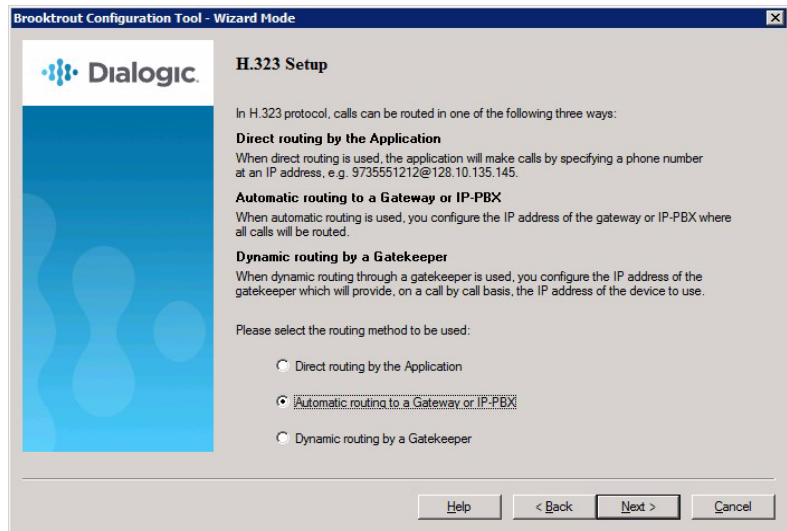 Brooktrout Configuration Tool - Wizard Mode
Dialogic.
H.323 Setup
In H.323 protocol, calls can be routed in one of the following three ways:
Direct routing by the Application
When direct routing is used, the application will make calls by specifying a phone number
at an IP address, e.g. 9735551212@128.10.135.145.
Automatic routing to a Gateway or IP-PBX
When automatic routing is used, you configure the IP address of the gateway or IP-PBX where
all calls will be routed.
Dynamic routing by a Gatekeeper
When dynamic routing through a gatekeeper is used, you configure the IP address of the
gatekeeper which will provide, on a call by call basis, the IP address of the device to use.
Please select the routing method to be used:
Direct routing by the Application
Automatic routing to a Gateway or IP-PBX
Dynamic routing by a Gatekeeper
Help < Back Next > Cancel